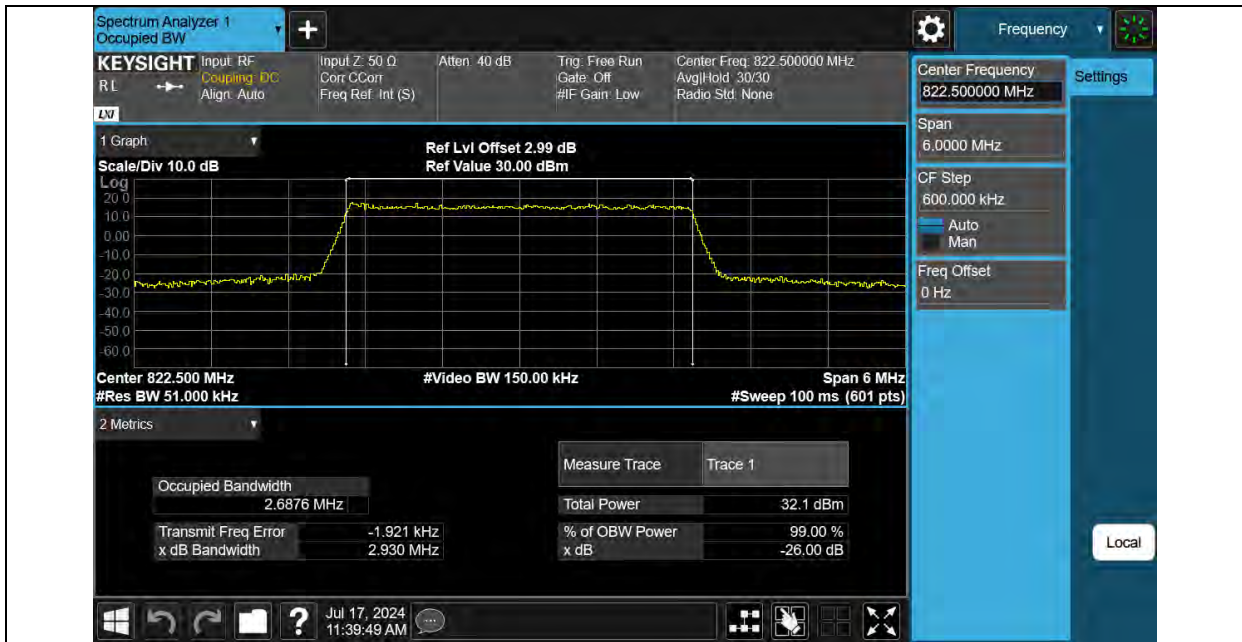 Spectrum Analyzer 1
Occupied BW
+
Frequency
KEYSIGHT
RL
LXI
Input: RF
Coupling: DC
Align: Auto
Input Z: 50 Ω
Corr CCorr
Freq Ref: Int (S)
Atten: 40 dB
Trig: Free Run
Gate: Off
#IF Gain: Low
Center Freq: 822.500000 MHz
Avg|Hold: 30/30
Radio Std: None
1 Graph
Scale/Div 10.0 dB
Ref Lvl Offset 2.99 dB
Ref Value 30.00 dBm
Log
20.0
10.0
0.00
-10.0
-20.0
-30.0
-40.0
-50.0
-60.0
Center 822.500 MHz
#Video BW 150.00 kHz
Span 6 MHz
#Res BW 51.000 kHz
#Sweep 100 ms (601 pts)
2 Metrics
Measure Trace
Trace 1
Occupied Bandwidth
2.6876 MHz
Total Power
32.1 dBm
Transmit Freq Error
-1.921 kHz
% of OBW Power
99.00 %
x dB Bandwidth
2.930 MHz
x dB
-26.00 dB
Center Frequency
822.500000 MHz
Settings
Span
6.0000 MHz
CF Step
600.000 kHz
Auto
Man
Freq Offset
0 Hz
Local
?
Jul 17, 2024
11:39:49 AM